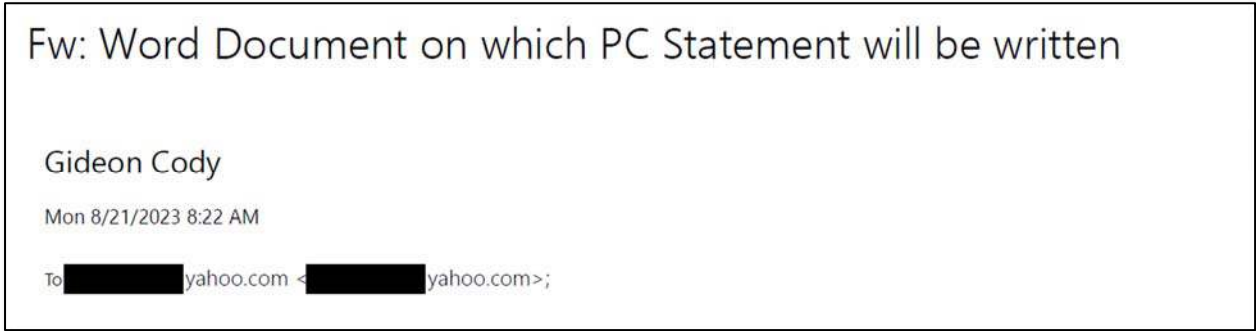 Fw: Word Document on which PC Statement will be written
Gideon Cody
Mon 8/21/2023 8:22 AM
To yahoo.com < yahoo.com>;